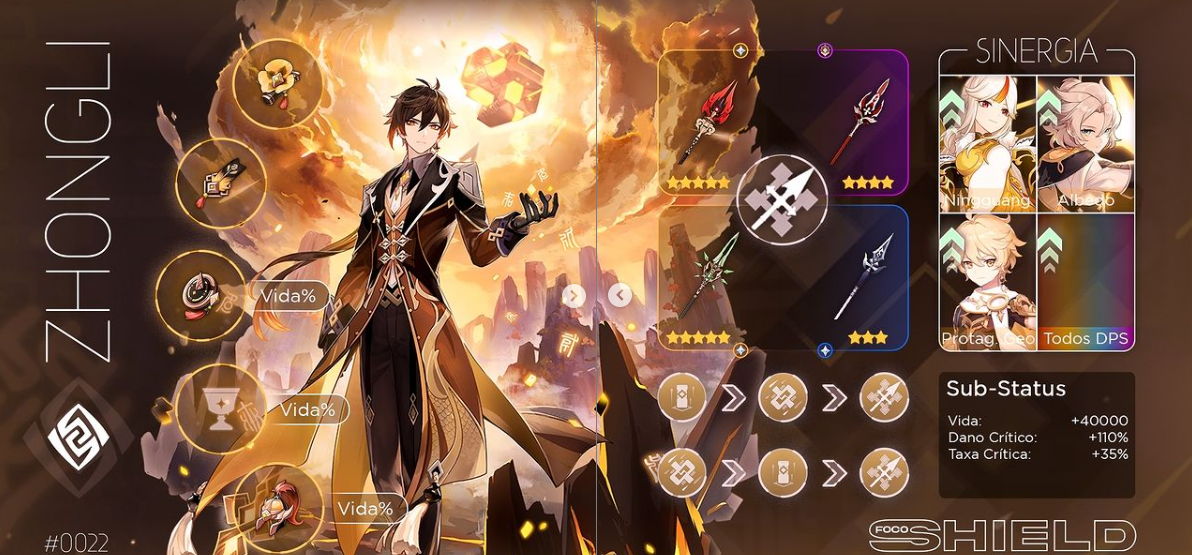 ZHONGLI
Vida%
Vida%
Vida%
#0022
SINERGIA
Ningguang
Albedo
Protag. Geo
Todos DPS
Sub-Status
Vida: +40000
Dano Crítico: +110%
Taxa Crítica: +35%
FOCO
SHIELD